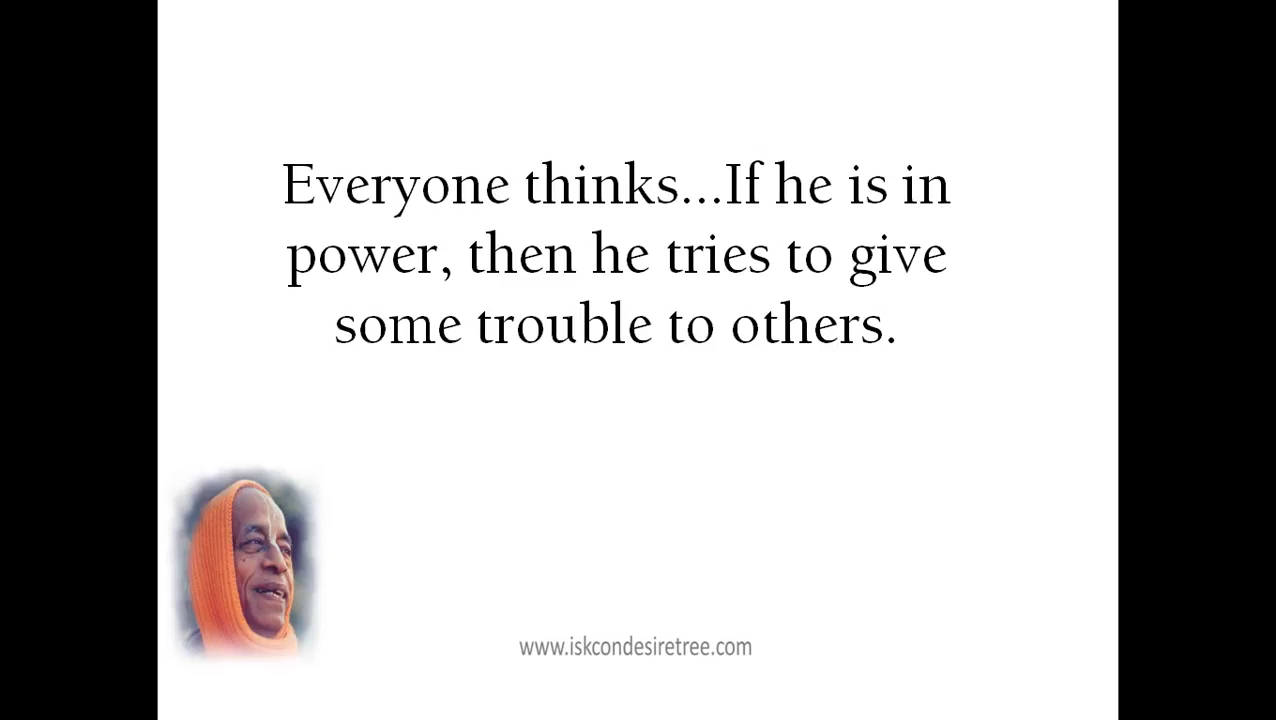 Everyone thinks...If he is in
power, then he tries to give
some trouble to others.
www.iskcondesiretree.com